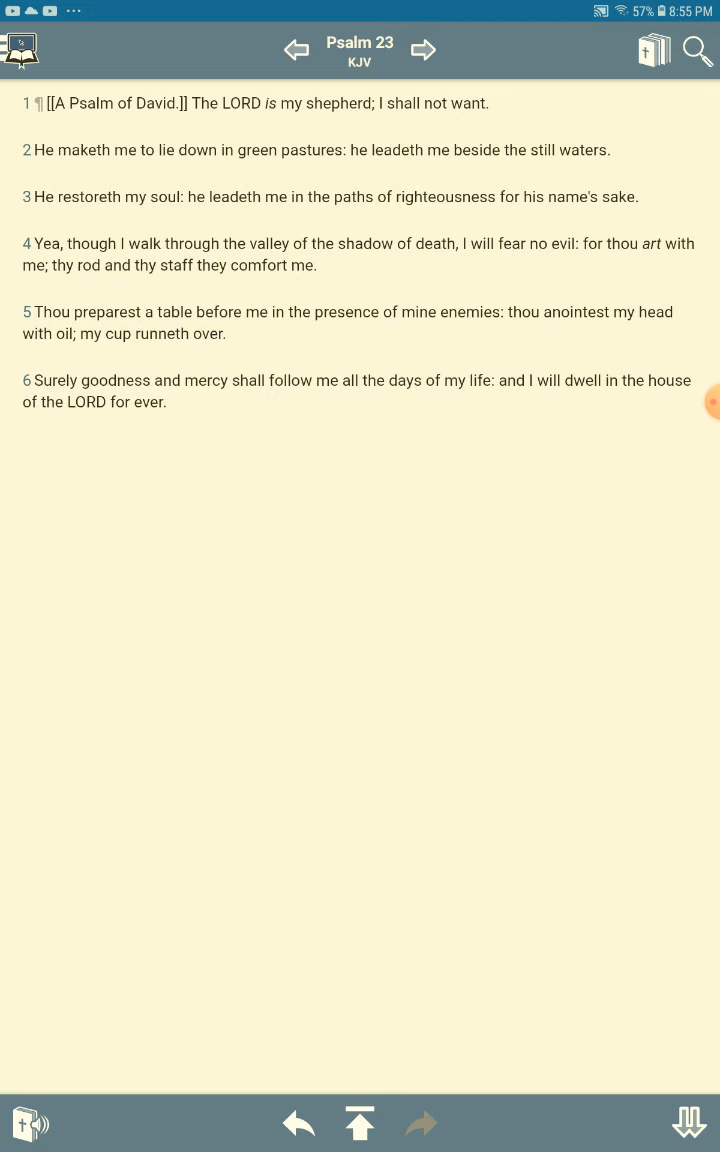 57% 8:55 PM
Psalm 23
KJV
1 ¶ [[A Psalm of David.]] The LORD is my shepherd; I shall not want.
2 He maketh me to lie down in green pastures: he leadeth me beside the still waters.
3 He restoreth my soul: he leadeth me in the paths of righteousness for his name's sake.
4 Yea, though I walk through the valley of the shadow of death, I will fear no evil: for thou art with
me; thy rod and thy staff they comfort me.
5 Thou preparest a table before me in the presence of mine enemies: thou anointest my head
with oil; my cup runneth over.
6 Surely goodness and mercy shall follow me all the days of my life: and I will dwell in the house
of the LORD for ever.